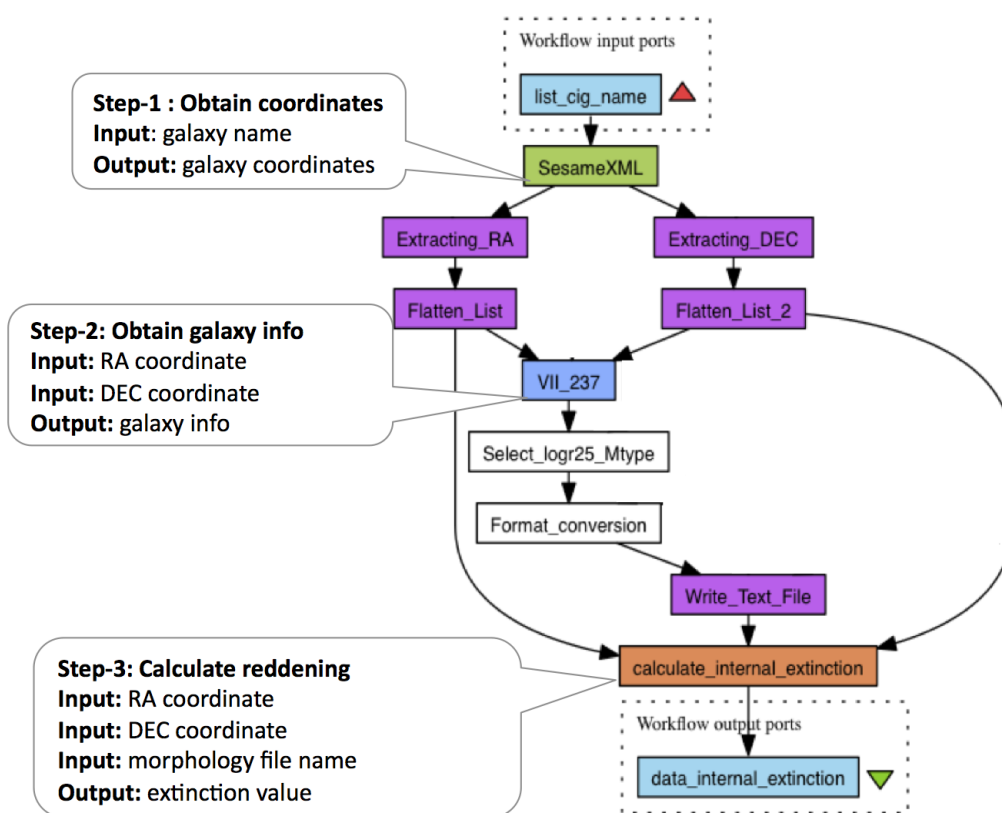 Workflow input ports
list_cig_name
Step-1 : Obtain coordinates
Input: galaxy name
Output: galaxy coordinates
SesameXML
Extracting_RA
Extracting_DEC
Flatten_List
Flatten_List_2
Step-2: Obtain galaxy info
Input: RA coordinate
Input: DEC coordinate
Output: galaxy info
VII_237
Select_logr25_Mtype
Format_conversion
Write_Text_File
Step-3: Calculate reddening
Input: RA coordinate
Input: DEC coordinate
Input: morphology file name
Output: extinction value
calculate_internal_extinction
Workflow output ports
data_internal_extinction